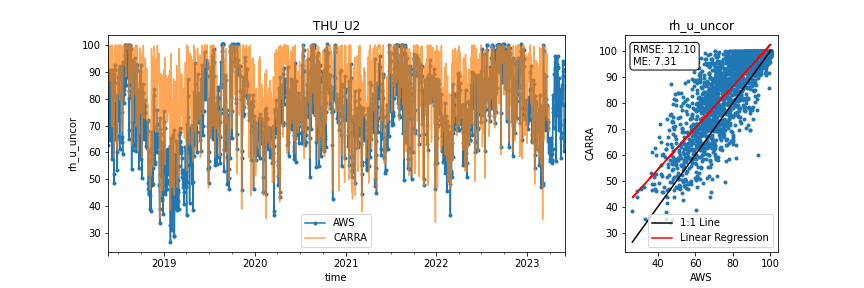 THU_U2
rh_u_uncor
100
90
80
70
60
50
40
30
2019
2020
2021
2022
2023
time
AWS
CARRA
rh_u_uncor
CARRA
100
90
80
70
60
50
40
30
40
60
80
100
AWS
RMSE: 12.10
ME: 7.31
1:1 Line
Linear Regression